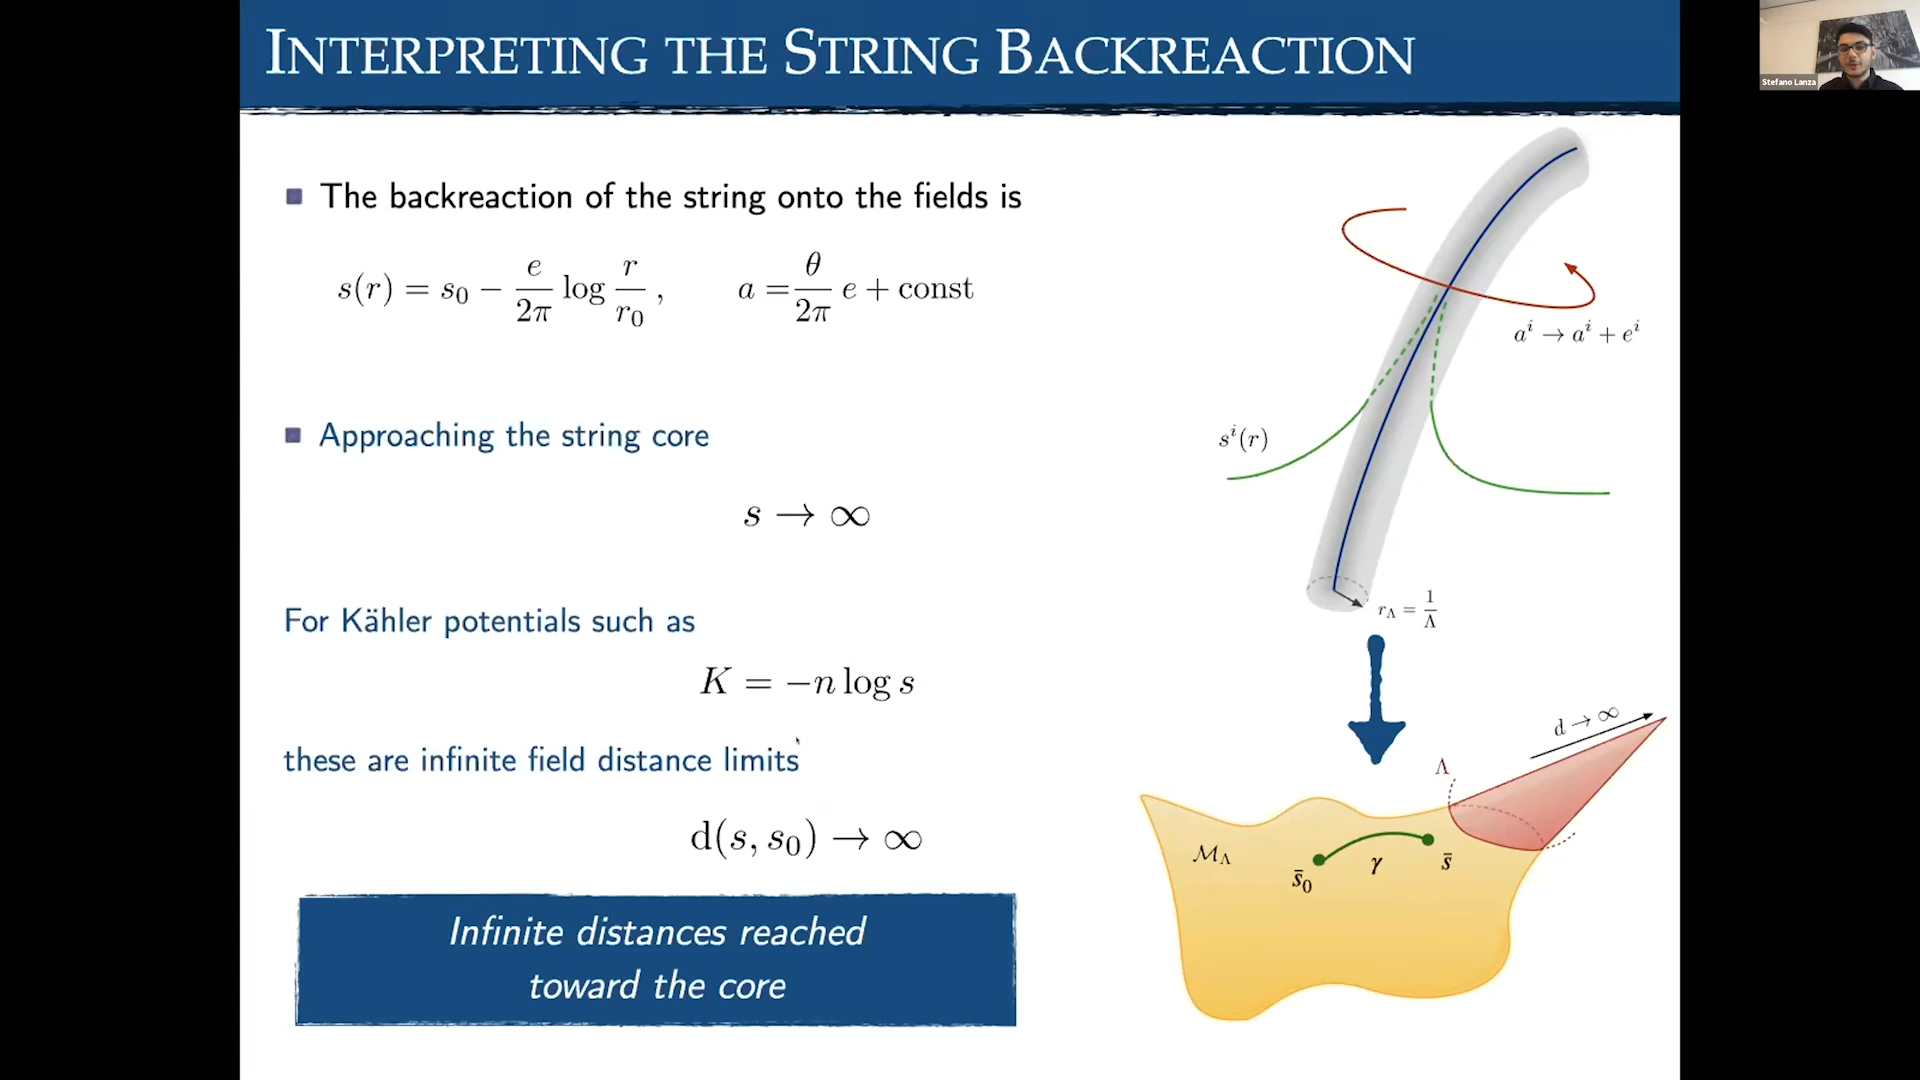 INTERPRETING THE STRING BACKREACTION
Stefano Lanza
The backreaction of the string onto the fields is
s(r) = s₀ − e/2π log r/r₀ , a = θ/2π e + const
Approaching the string core
s → ∞
For Kähler potentials such as
K = −n log s
these are infinite field distance limits
d(s, s₀) → ∞
Infinite distances reached
toward the core
aⁱ → aⁱ + eⁱ
sⁱ(r)
r_Λ = 1/Λ
d → ∞
Λ
ℳ_Λ
s̄₀
γ
s̄